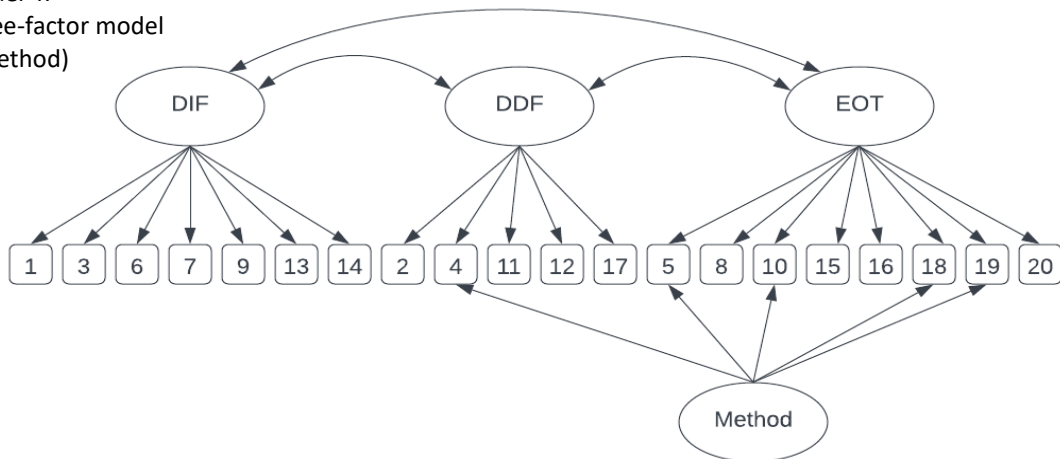 ee-factor model
ethod)
DIF DDF EOT
1 3 6 7 9 13 14 2 4 11 12 17 5 8 10 15 16 18 19 20
Method